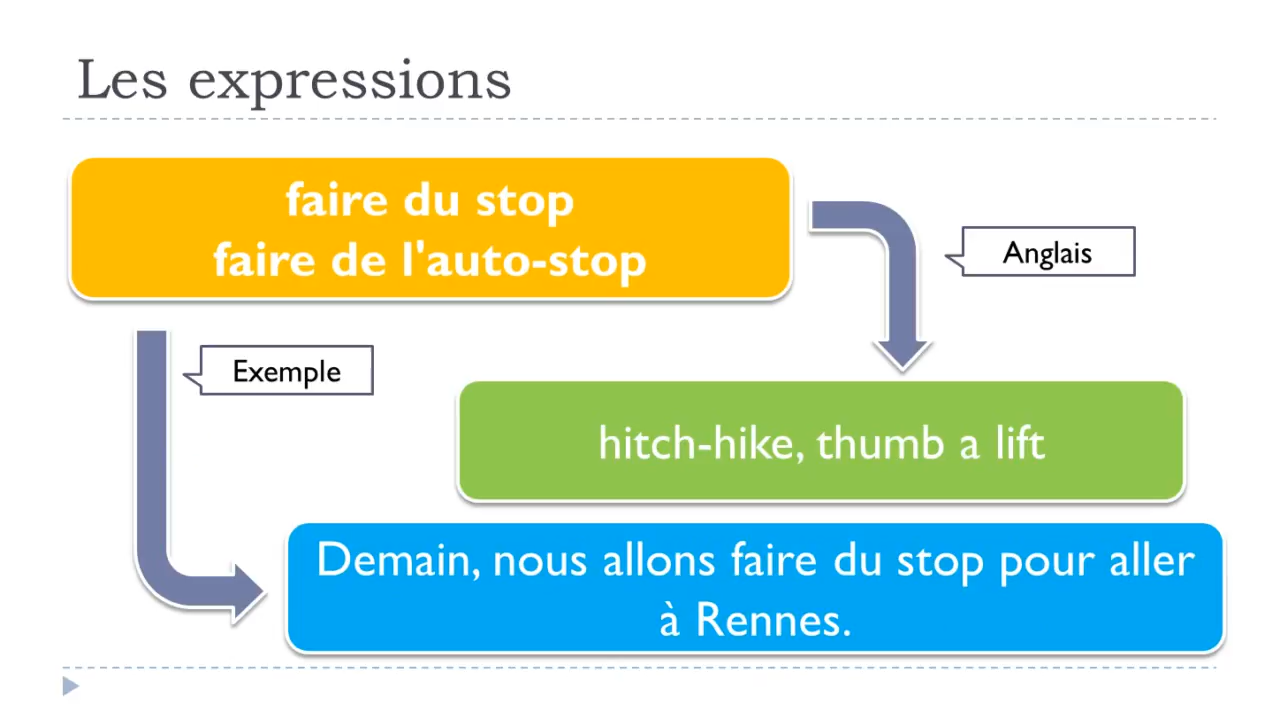 Les expressions
faire du stop
faire de l'auto-stop
Anglais
Exemple
hitch-hike, thumb a lift
Demain, nous allons faire du stop pour aller
à Rennes.